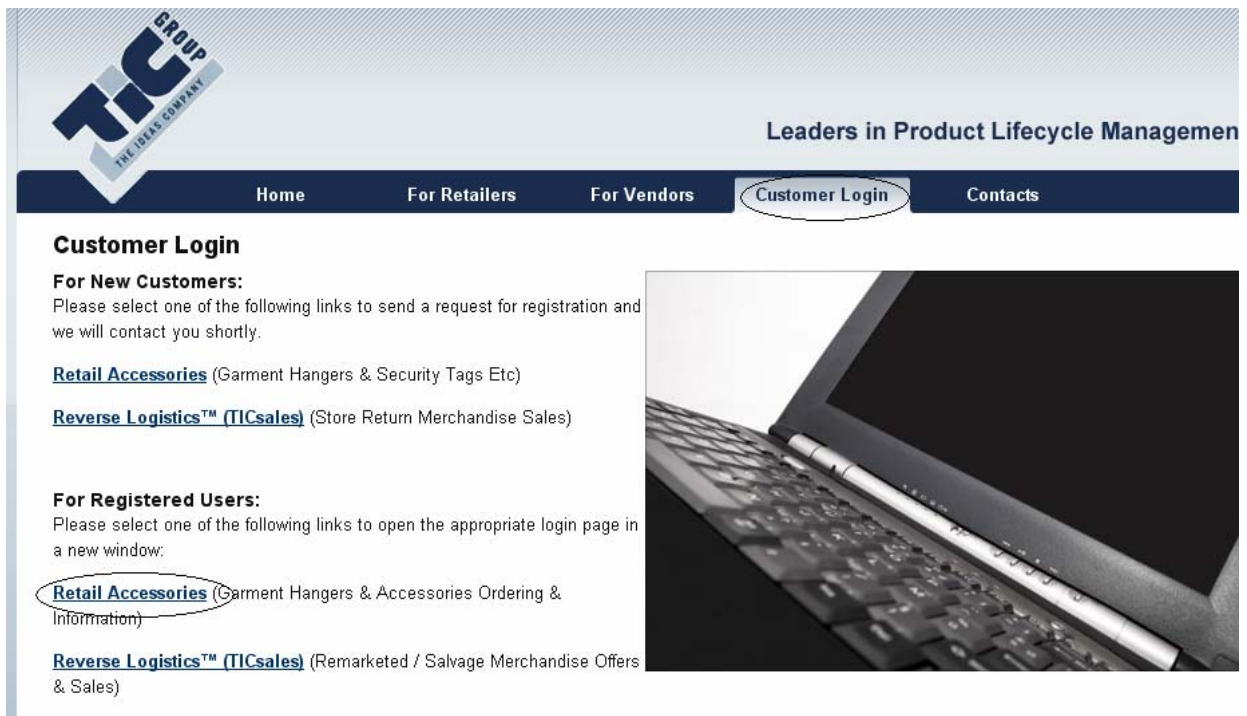 TIC GROUP
THE IDEAS COMPANY
Leaders in Product Lifecycle Managemen
Home For Retailers For Vendors Customer Login Contacts
Customer Login
For New Customers:
Please select one of the following links to send a request for registration and
we will contact you shortly.
Retail Accessories (Garment Hangers & Security Tags Etc)
Reverse Logistics™ (TICsales) (Store Return Merchandise Sales)
For Registered Users:
Please select one of the following links to open the appropriate login page in
a new window:
Retail Accessories (Garment Hangers & Accessories Ordering &
Information)
Reverse Logistics™ (TICsales) (Remarketed / Salvage Merchandise Offers
& Sales)